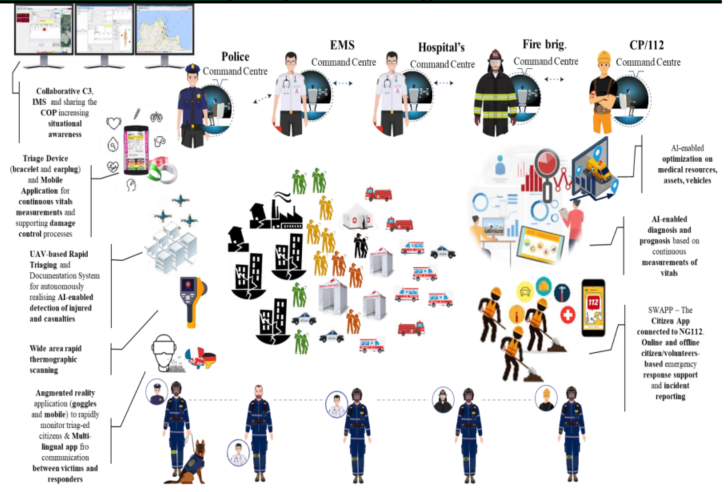 Police
Command Centre
EMS
Command Centre
Hospital's
Command Centre
Fire brig.
Command Centre
CP/112
Command Centre
Collaborative C3,
IMS and sharing the
COP increasing
situational
awareness
Triage Device
(bracelet and earplug)
and Mobile
Application for
continuous vitals
measurements and
supporting damage
control processes
UAV-based Rapid
Triaging and
Documentation System
for autonomously
realising AI-enabled
detection of injured
and casualties
Wide area rapid
thermographic
scanning
Augmented reality
application (goggles
and mobile) to rapidly
monitor triag-ed
citizens & Multi-
lingual app fro
communication
between victims and
responders
AI-enabled
optimization on
medical resources,
assets, vehicles
AI-enabled
diagnosis and
prognosis based on
continuous
measurements of
vitals
112
SWAPP – The
Citizen App
connected to NG112.
Online and offline
citizen/volunteers-
based emergency
response support
and incident
reporting